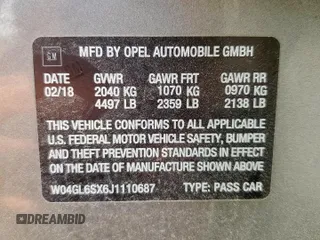 GM
MFD BY OPEL AUTOMOBILE GMBH
DATE GVWR GAWR FRT GAWR RR
02/18 2040 KG 1070 KG 0970 KG
4497 LB 2359 LB 2138 LB
THIS VEHICLE CONFORMS TO ALL APPLICABLE
U.S. FEDERAL MOTOR VEHICLE SAFETY, BUMPER
AND THEFT PREVENTION STANDARDS IN EFFECT
ON THE DATE OF MANUFACTURE SHOWN ABOVE.
W04GL6SX6J1110687 TYPE: PASS CAR
DREAMBID